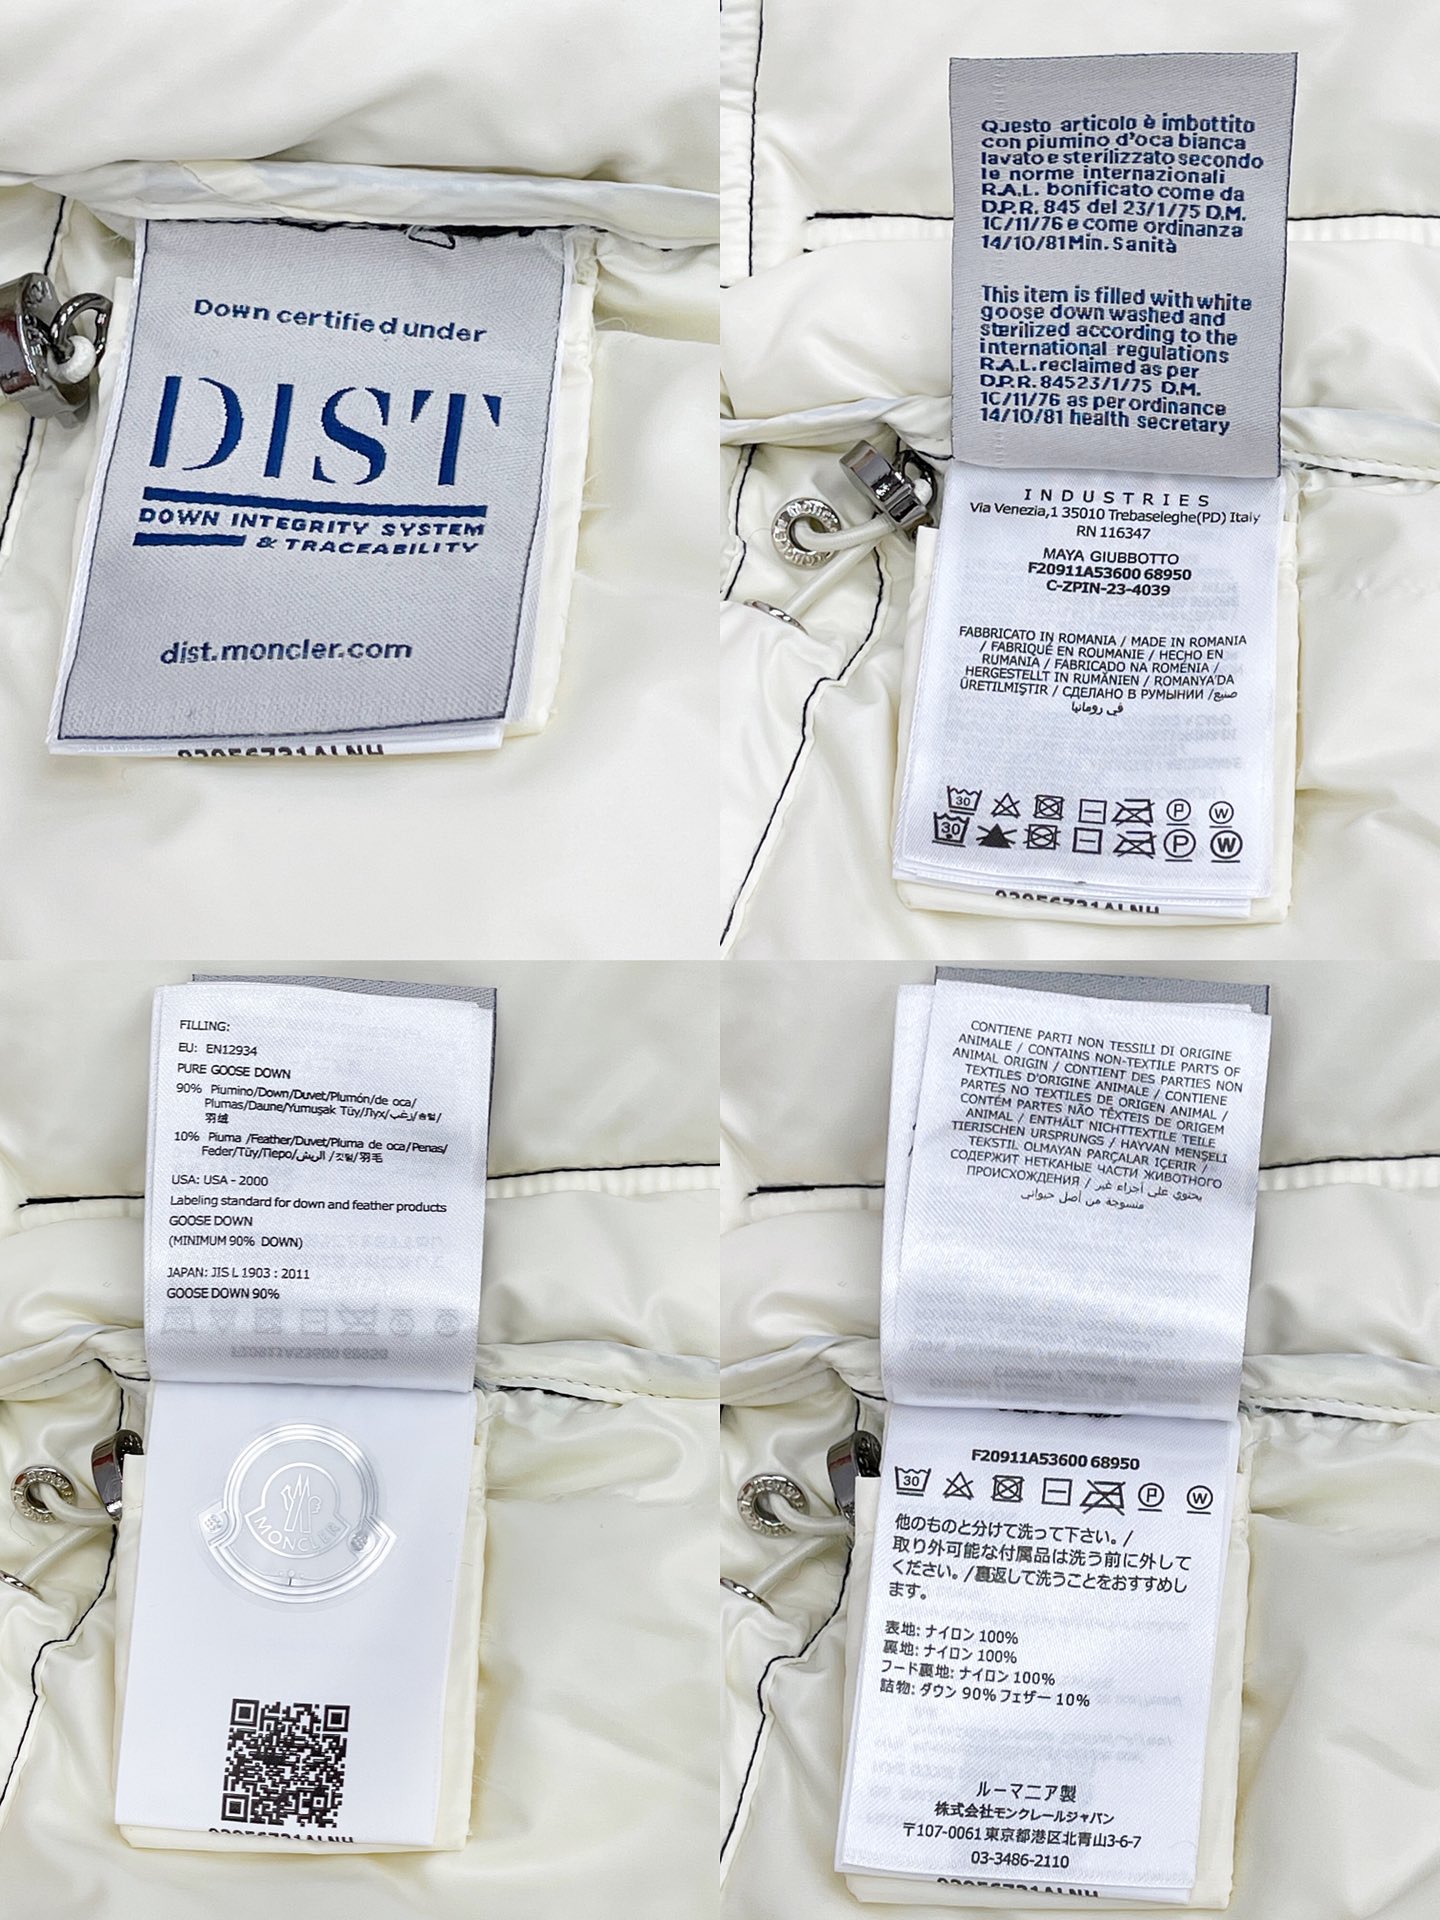 Down certified under
DIST
DOWN INTEGRITY SYSTEM
& TRACEABILITY
dist.moncler.com
Questo articolo è imbottito
con piumino d'oca bianca
lavato e sterilizzato secondo
le norme internazionali
R.A.L. bonificato come da
D.P.R. 845 del 23/1/75 D.M.
1C/11/76 e come ordinanza
14/10/81 Min. Sanità
This item is filled with white
goose down washed and
sterilized according to the
international regulations
R.A.L. reclaimed as per
D.P.R. 84523/1/75 D.M.
1C/11/76 as per ordinance
14/10/81 health secretary
INDUSTRIES
Via Venezia,1 35010 Trebaseleghe(PD) Italy
RN 116347
MAYA GIUBBOTTO
F20911A53600 68950
C-ZPIN-23-4039
FABBRICATO IN ROMANIA / MADE IN ROMANIA
/ FABRIQUÉ EN ROUMANIE / HECHO EN
RUMANIA / FABRICADO NA ROMÉNIA /
HERGESTELLT IN RUMÄNIEN / ROMANYA'DA
ÜRETILMIŞTIR / СДЕЛАНО В РУМЫНИИ / صنيع
في رومانيا
30 P W
30 P W
FILLING:
EU: EN12934
PURE GOOSE DOWN
90% Piumino/Down/Duvet/Plumón/de oca/
Plumas/Daune/Yumuşak Tüy/Лух/زغب/솜털/
羽绒
10% Piuma /Feather/Duvet/Pluma de oca/Penas/
Feder/Tüy/Перо/الريش/깃털/羽毛
USA: USA - 2000
Labeling standard for down and feather products
GOOSE DOWN
(MINIMUM 90% DOWN)
JAPAN: JIS L 1903 : 2011
GOOSE DOWN 90%
MONCLER
CONTIENE PARTI NON TESSILI DI ORIGINE
ANIMALE / CONTAINS NON-TEXTILE PARTS OF
ANIMAL ORIGIN / CONTIENT DES PARTIES NON
TEXTILES D'ORIGINE ANIMALE / CONTIENE
PARTES NO TEXTILES DE ORIGEN ANIMAL /
CONTÉM PARTES NÃO TÊXTEIS DE ORIGEM
ANIMAL / ENTHÄLT NICHTTEXTILE TEILE
TIERISCHEN URSPRUNGS / HAYVAN MENŞELI
TEKSTIL OLMAYAN PARÇALAR IÇERIR /
СОДЕРЖИТ НЕТКАНЫЕ ЧАСТИ ЖИВОТНОГО
ПРОИСХОЖДЕНИЯ / يحتوي على أجزاء غير
منسوجة من أصل حيواني
F20911A53600 68950
30 P W
他のものと分けて洗って下さい。/
取り外可能な付属品は洗う前に外して
ください。/裏返して洗うことをおすすめし
ます。
表地: ナイロン 100%
裏地: ナイロン 100%
フード裏地: ナイロン 100%
詰物: ダウン 90% フェザー 10%
ルーマニア製
株式会社モンクレールジャパン
〒107-0061 東京都港区北青山3-6-7
03-3486-2110